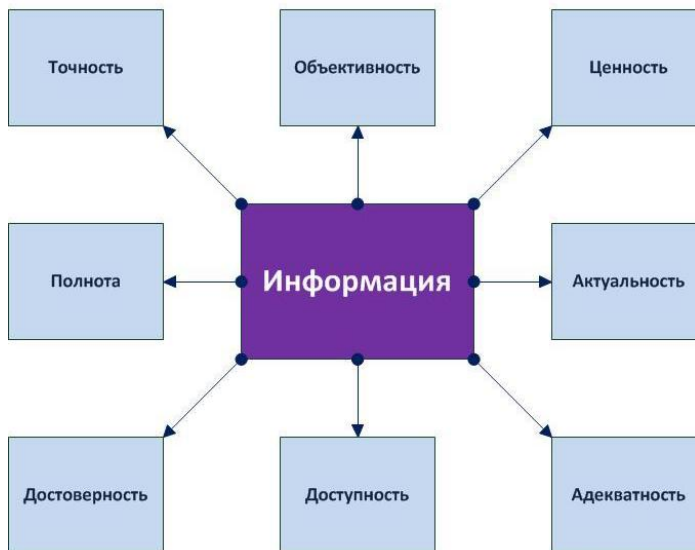 Точность
Объективность
Ценность
Полнота
Информация
Актуальность
Достоверность
Доступность
Адекватность